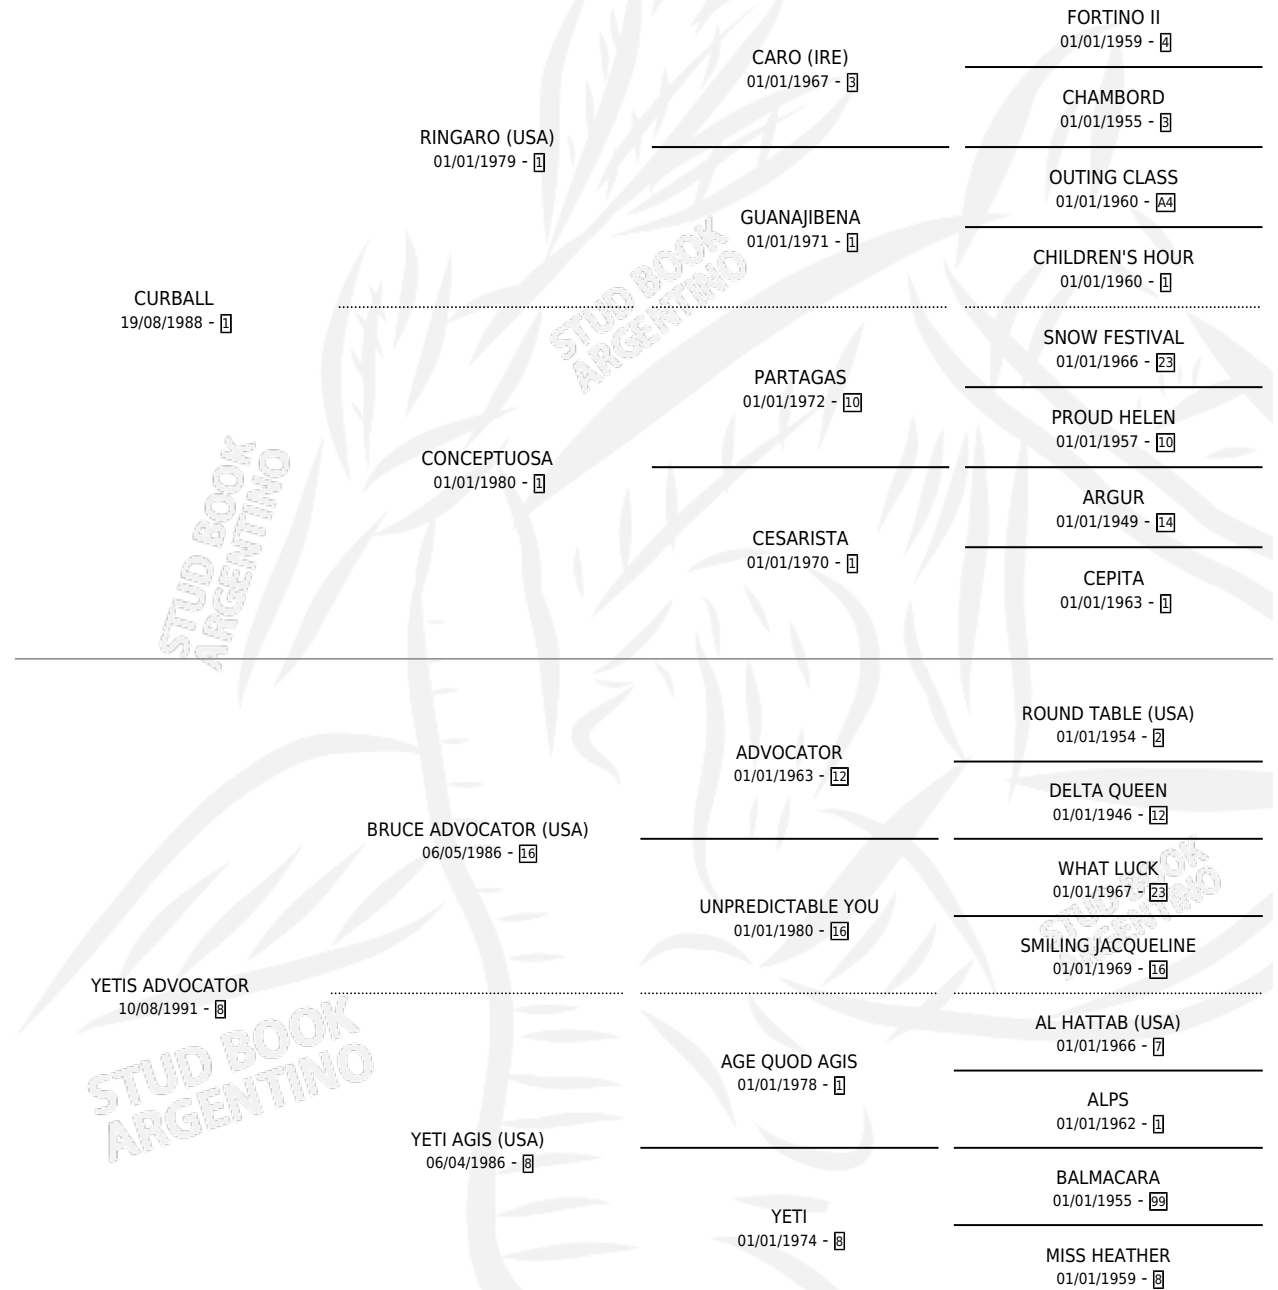 FORTINO II
01/01/1959 - 4
CARO (IRE)
01/01/1967 - 3
CHAMBORD
01/01/1955 - 3
RINGARO (USA)
01/01/1979 - 1
OUTING CLASS
01/01/1960 - A4
GUANAJIBENA
01/01/1971 - 1
CHILDREN'S HOUR
01/01/1960 - 1
CURBALL
19/08/1988 - 1
STUD BOOK
ARGENTINO
SNOW FESTIVAL
01/01/1966 - 23
PARTAGAS
01/01/1972 - 10
PROUD HELEN
01/01/1957 - 10
CONCEPTUOSA
01/01/1980 - 1
ARGUR
01/01/1949 - 14
CESARISTA
01/01/1970 - 1
CEPITA
01/01/1963 - 1
STUD BOOK
ARGENTINO
ROUND TABLE (USA)
01/01/1954 - 2
ADVOCATOR
01/01/1963 - 12
DELTA QUEEN
01/01/1946 - 12
BRUCE ADVOCATOR (USA)
06/05/1986 - 16
WHAT LUCK
01/01/1967 - 23
UNPREDICTABLE YOU
01/01/1980 - 16
SMILING JACQUELINE
01/01/1969 - 16
STUD BOOK
ARGENTINO
YETIS ADVOCATOR
10/08/1991 - 8
AL HATTAB (USA)
01/01/1966 - 7
AGE QUOD AGIS
01/01/1978 - 1
ALPS
01/01/1962 - 1
STUD BOOK
ARGENTINO
YETI AGIS (USA)
06/04/1986 - 8
BALMACARA
01/01/1955 - 99
YETI
01/01/1974 - 8
MISS HEATHER
01/01/1959 - 8